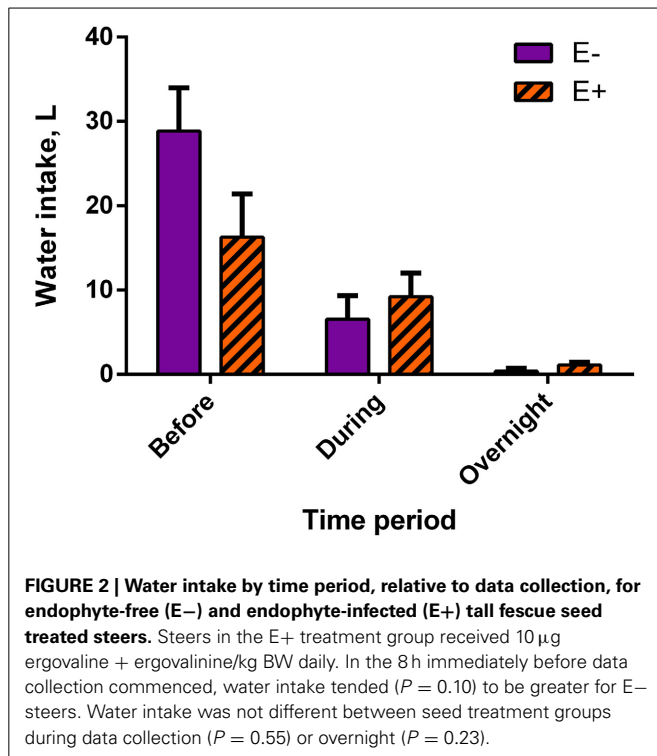 40
30
20
10
0
Water intake, L
E-
E+
Before
During
Overnight
Time period
FIGURE 2 | Water intake by time period, relative to data collection, for
endophyte-free (E−) and endophyte-infected (E+) tall fescue seed
treated steers. Steers in the E+ treatment group received 10 μg
ergovaline + ergovalinine/kg BW daily. In the 8 h immediately before data
collection commenced, water intake tended (P = 0.10) to be greater for E−
steers. Water intake was not different between seed treatment groups
during data collection (P = 0.55) or overnight (P = 0.23).